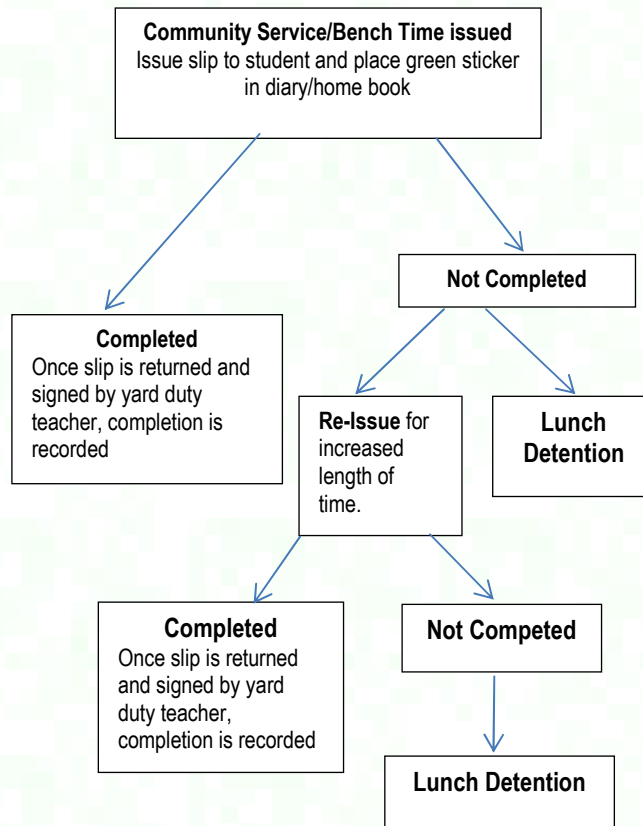 Community Service/Bench Time issued
Issue slip to student and place green sticker
in diary/home book
Not Completed
Completed
Once slip is returned and
signed by yard duty
teacher, completion is
recorded
Re-Issue for
increased
length of
time.
Lunch
Detention
Completed
Once slip is returned
and signed by yard
duty teacher,
completion is recorded
Not Competed
Lunch Detention